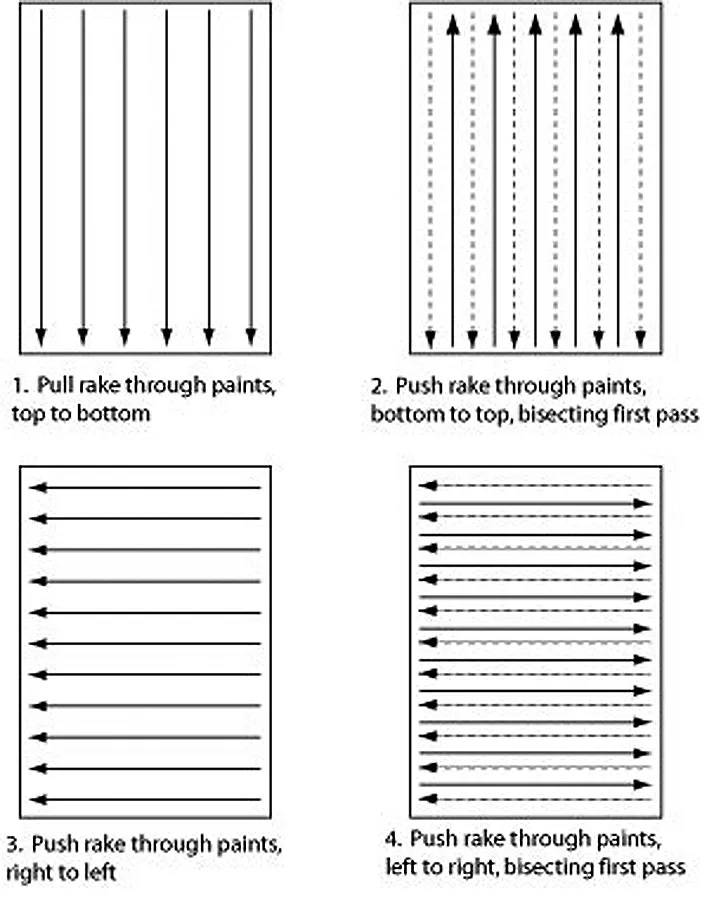 1. Pull rake through paints,
top to bottom
2. Push rake through paints,
bottom to top, bisecting first pass
3. Push rake through paints,
right to left
4. Push rake through paints,
left to right, bisecting first pass